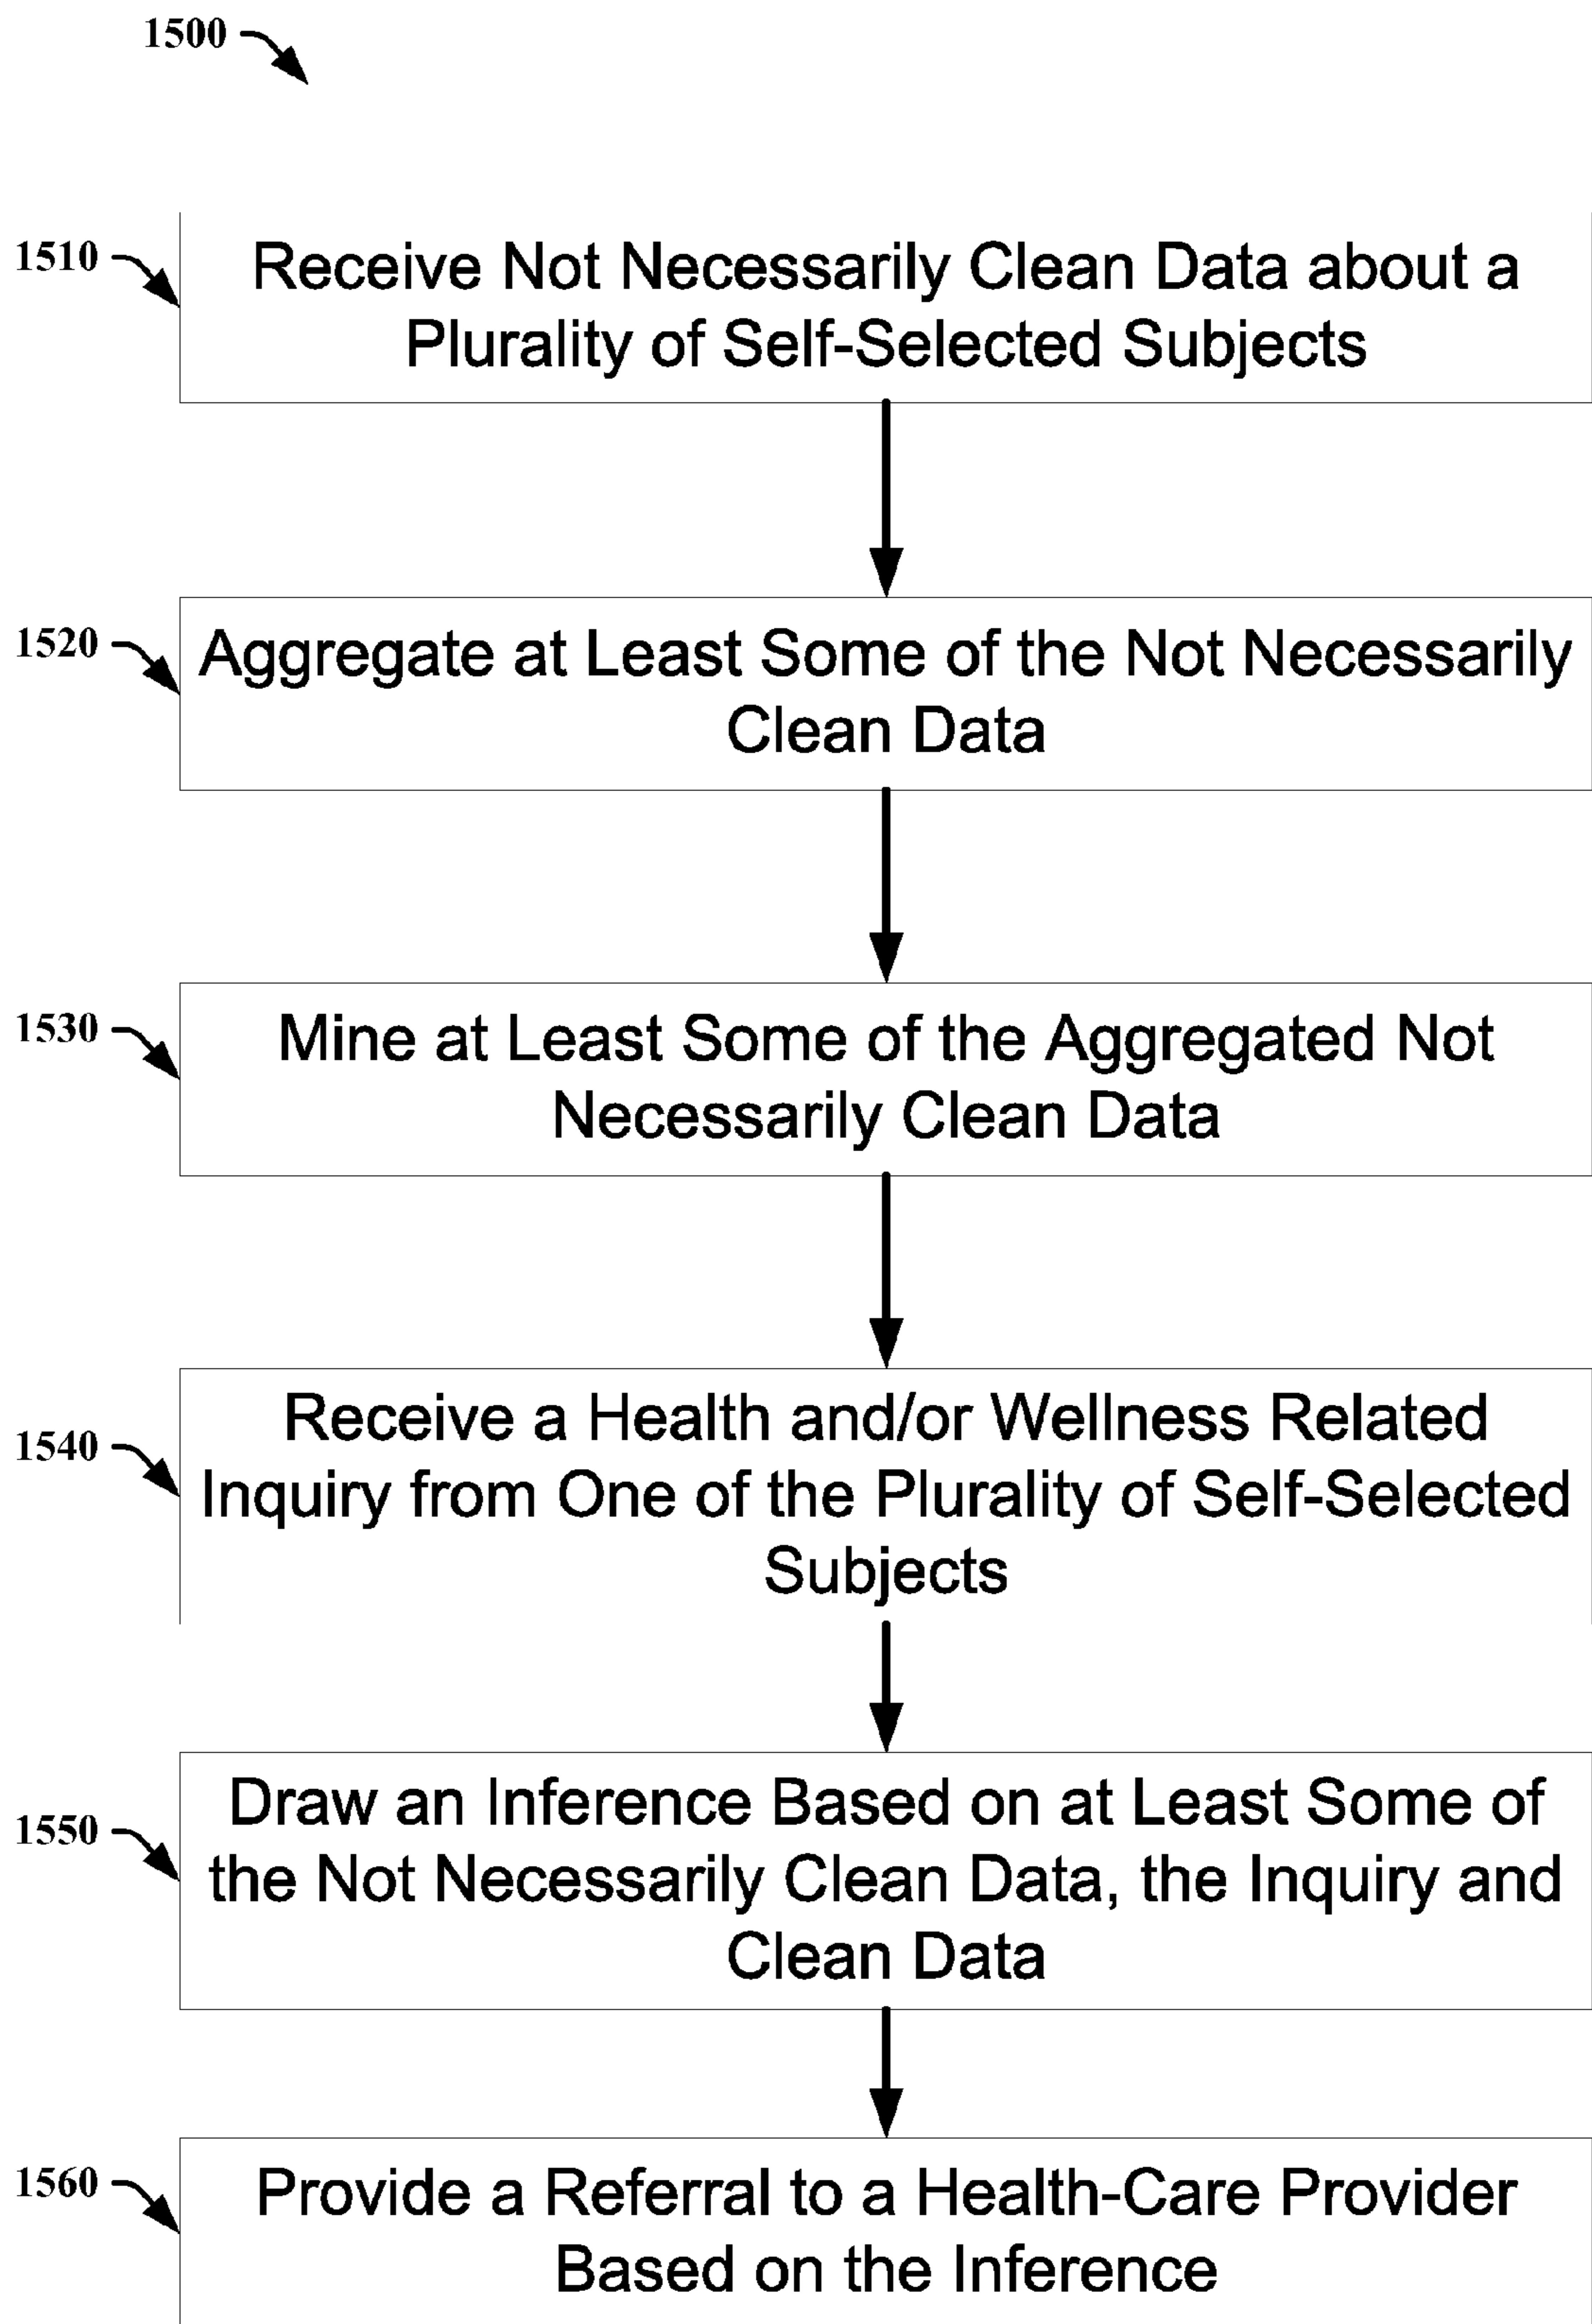 1500
1510
Receive Not Necessarily Clean Data about a
Plurality of Self-Selected Subjects
1520
Aggregate at Least Some of the Not Necessarily
Clean Data
1530
Mine at Least Some of the Aggregated Not
Necessarily Clean Data
1540
Receive a Health and/or Wellness Related
Inquiry from One of the Plurality of Self-Selected
Subjects
1550
Draw an Inference Based on at Least Some of
the Not Necessarily Clean Data, the Inquiry and
Clean Data
1560
Provide a Referral to a Health-Care Provider
Based on the Inference